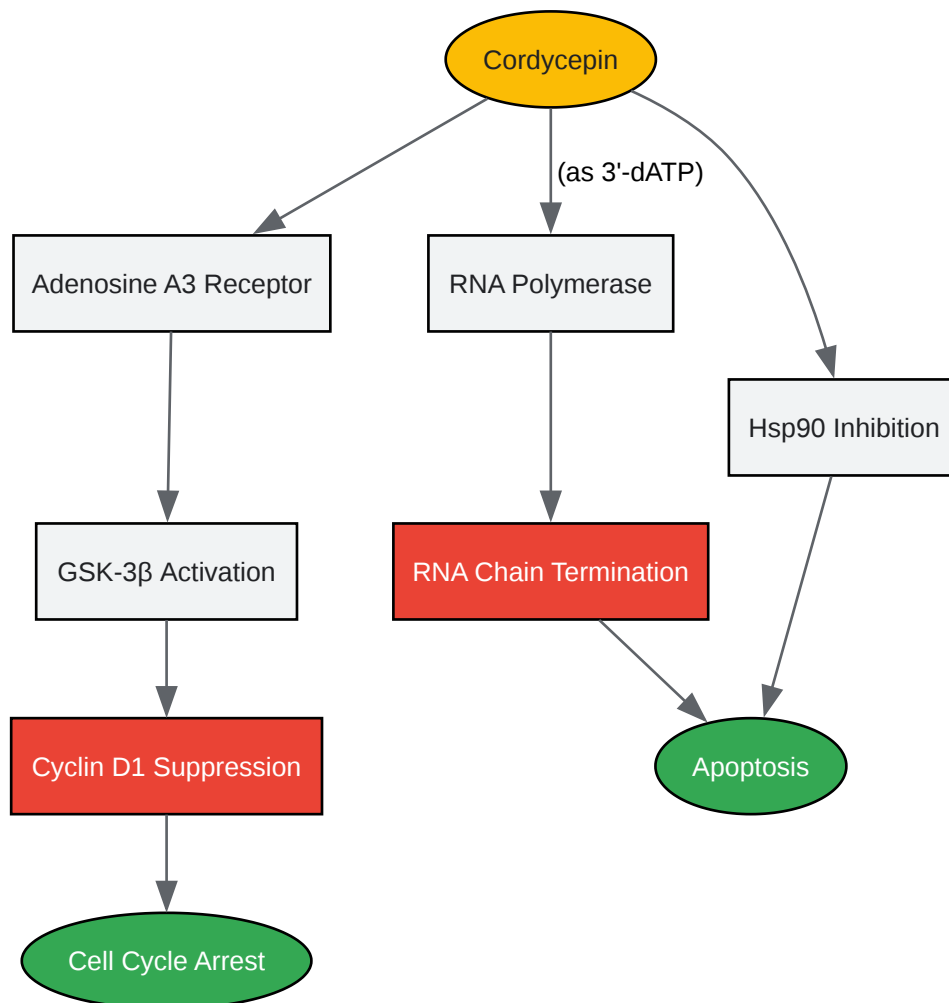 Cordycepin
(as 3'-dATP)
Adenosine A3 Receptor
RNA Polymerase
Hsp90 Inhibition
GSK-3β Activation
RNA Chain Termination
Cyclin D1 Suppression
Apoptosis
Cell Cycle Arrest